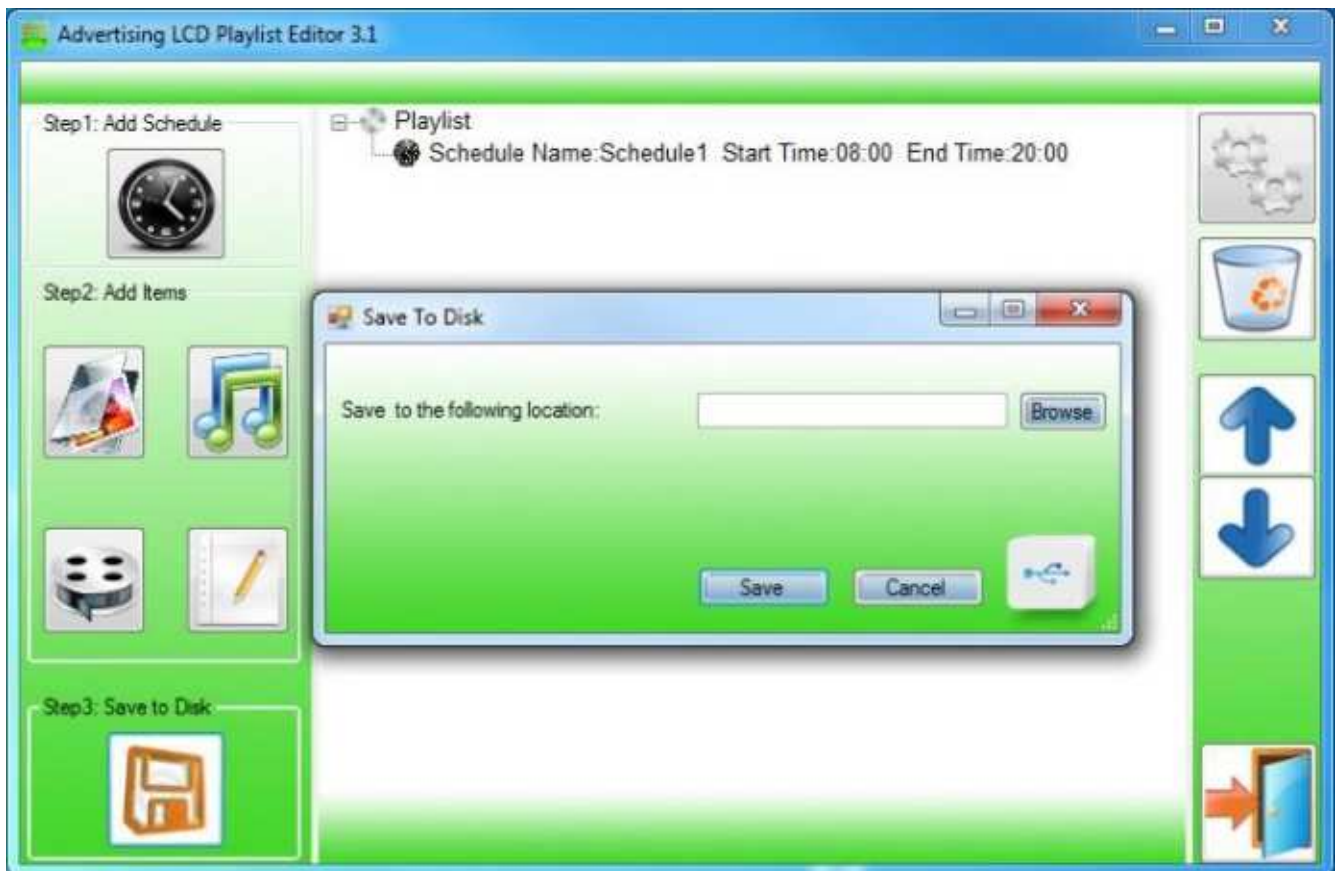 Advertising LCD Playlist Editor 3.1
Step1: Add Schedule
Playlist
Schedule Name:Schedule1 Start Time:08:00 End Time:20:00
Step2: Add Items
Save To Disk
Save to the following location:
Browse
Save
Cancel
Step3: Save to Disk